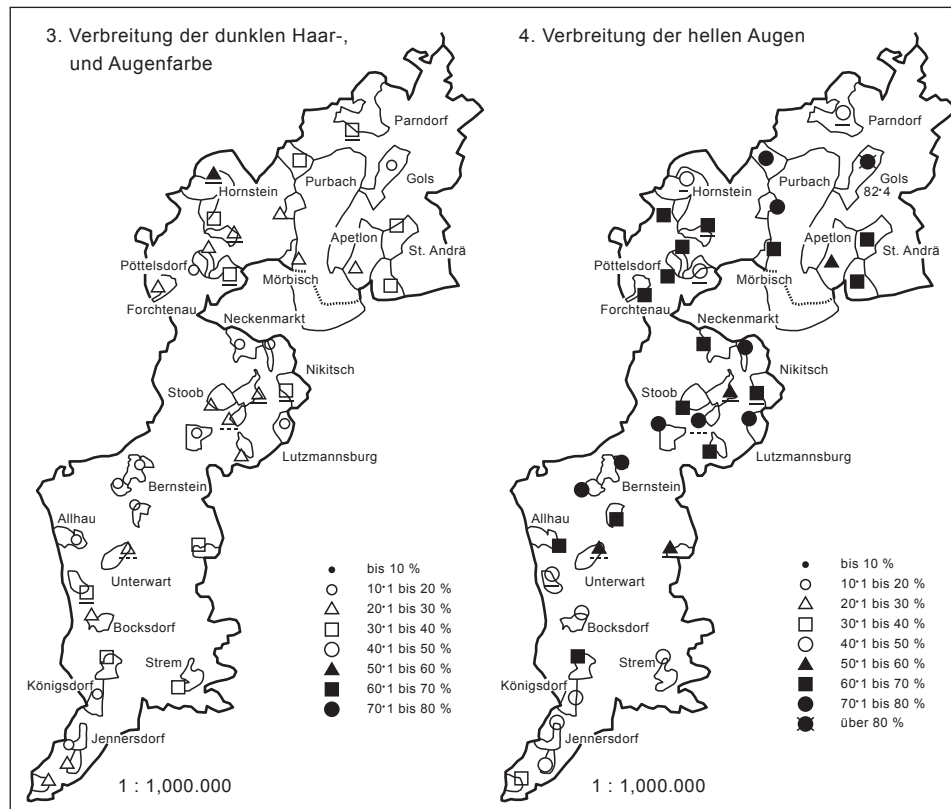 3. Verbreitung der dunklen Haar-,
und Augenfarbe
Parndorf
Hornstein
Purbach
Gols
Apetlon
St. Andrä
Pöttelsdorf
Mörbisch
Forchtenau
Neckenmarkt
Nikitsch
Stoob
Lutzmannsburg
Bernstein
Allhau
Unterwart
Bocksdorf
Strem
Königsdorf
Jennersdorf
bis 10 %
10·1 bis 20 %
20·1 bis 30 %
30·1 bis 40 %
40·1 bis 50 %
50·1 bis 60 %
60·1 bis 70 %
70·1 bis 80 %
1 : 1,000.000
4. Verbreitung der hellen Augen
Parndorf
Hornstein
Purbach
Gols
82·4
Apetlon
St. Andrä
Pöttelsdorf
Mörbisch
Forchtenau
Neckenmarkt
Nikitsch
Stoob
Lutzmannsburg
Bernstein
Allhau
Unterwart
Bocksdorf
Strem
Königsdorf
Jennersdorf
bis 10 %
10·1 bis 20 %
20·1 bis 30 %
30·1 bis 40 %
40·1 bis 50 %
50·1 bis 60 %
60·1 bis 70 %
70·1 bis 80 %
über 80 %
1 : 1,000.000